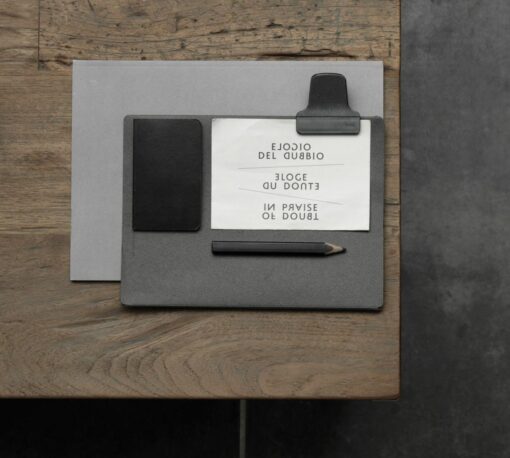 ELOGIO
DEL DUBBIO
ELOGE
DU DOUTE
IN PRAISE
OF DOUBT